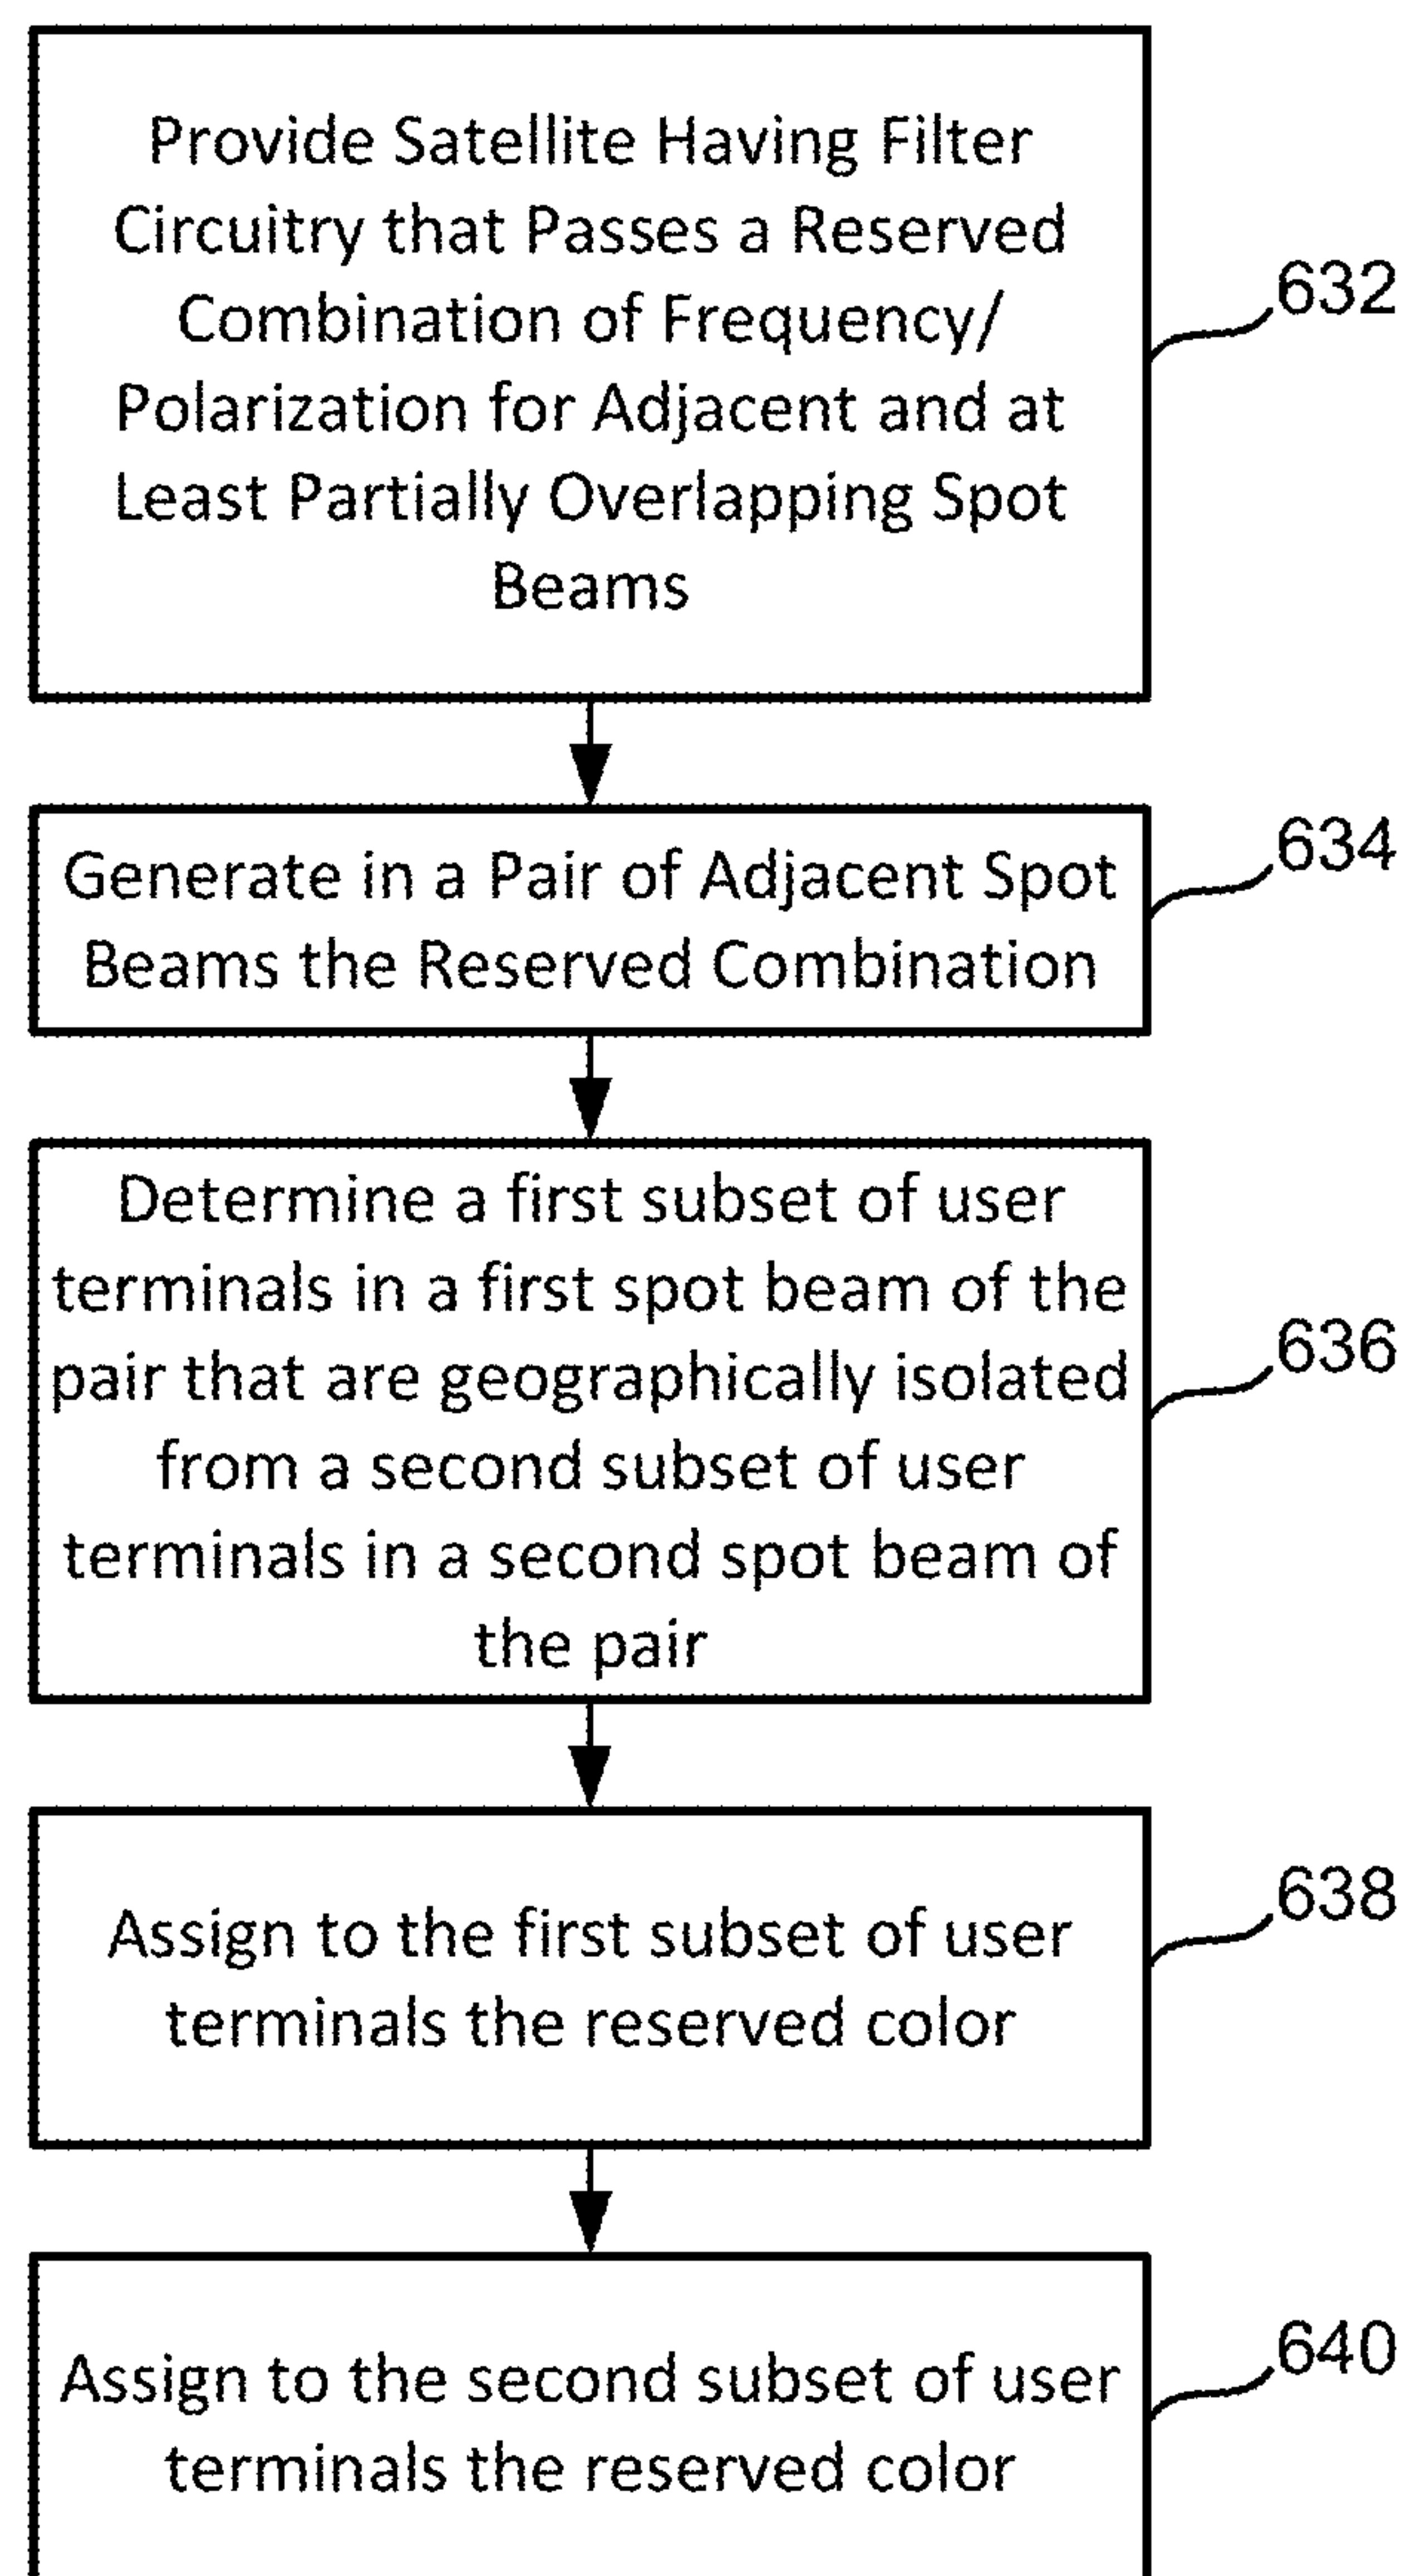 Provide Satellite Having Filter
Circuitry that Passes a Reserved
Combination of Frequency/
Polarization for Adjacent and at
Least Partially Overlapping Spot
Beams
632
Generate in a Pair of Adjacent Spot
Beams the Reserved Combination
634
Determine a first subset of user
terminals in a first spot beam of the
pair that are geographically isolated
from a second subset of user
terminals in a second spot beam of
the pair
636
Assign to the first subset of user
terminals the reserved color
638
Assign to the second subset of user
terminals the reserved color
640